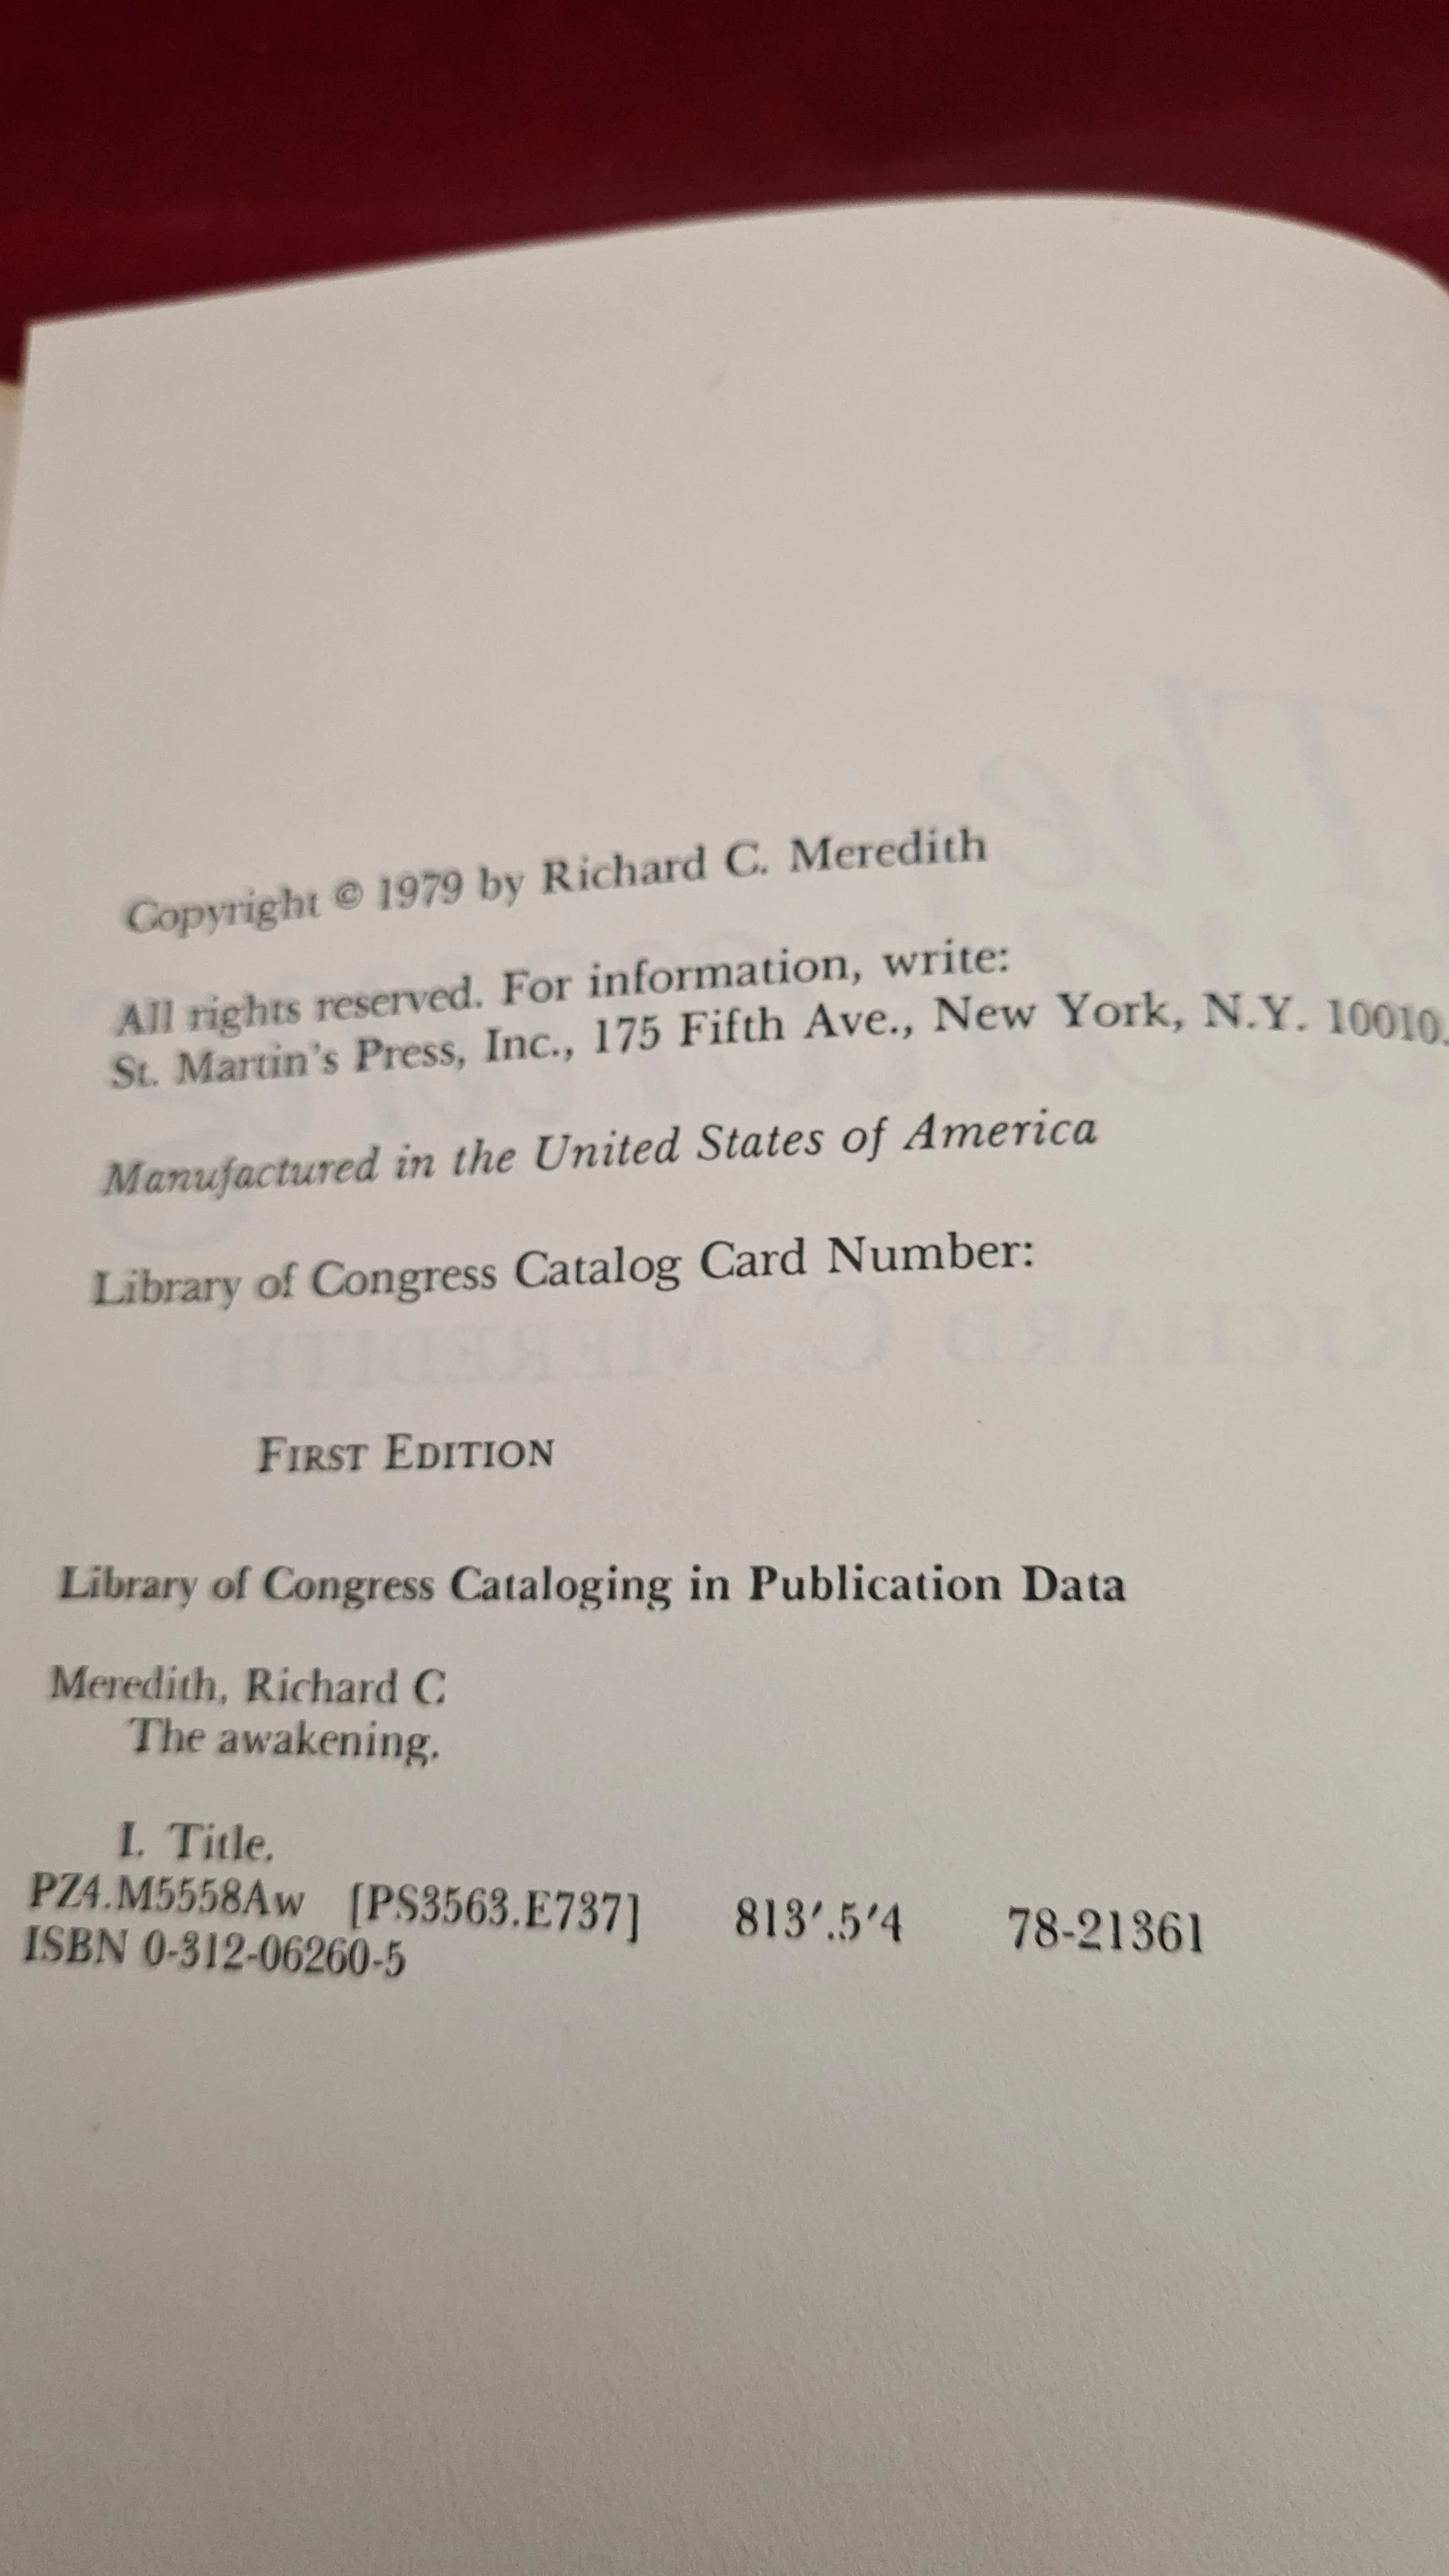 Copyright © 1979 by Richard C. Meredith
All rights reserved. For information, write:
St. Martin's Press, Inc., 175 Fifth Ave., New York, N.Y. 10010.
Manufactured in the United States of America
Library of Congress Catalog Card Number:
FIRST EDITION
Library of Congress Cataloging in Publication Data
Meredith, Richard C
The awakening.
I. Title.
PZ4.M5558Aw [PS3563.E737] 813'.5'4 78-21361
ISBN 0-312-06260-5